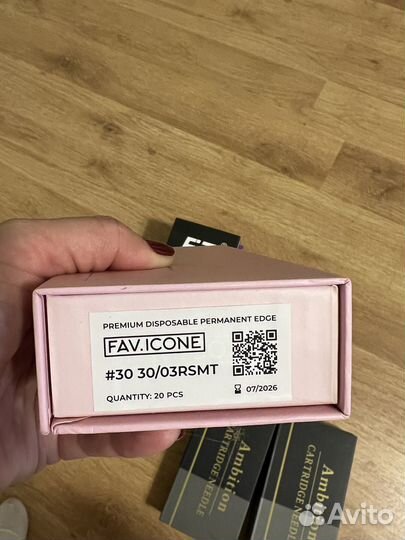 PREMIUM DISPOSABLE PERMANENT EDGE
FAV.ICONE
#30 30/03RSMT
QUANTITY: 20 PCS
07/2026
Ambition
CARTRIDGE NEEDLE
Ambition
CARTRIDGE NEEDLE
Avito